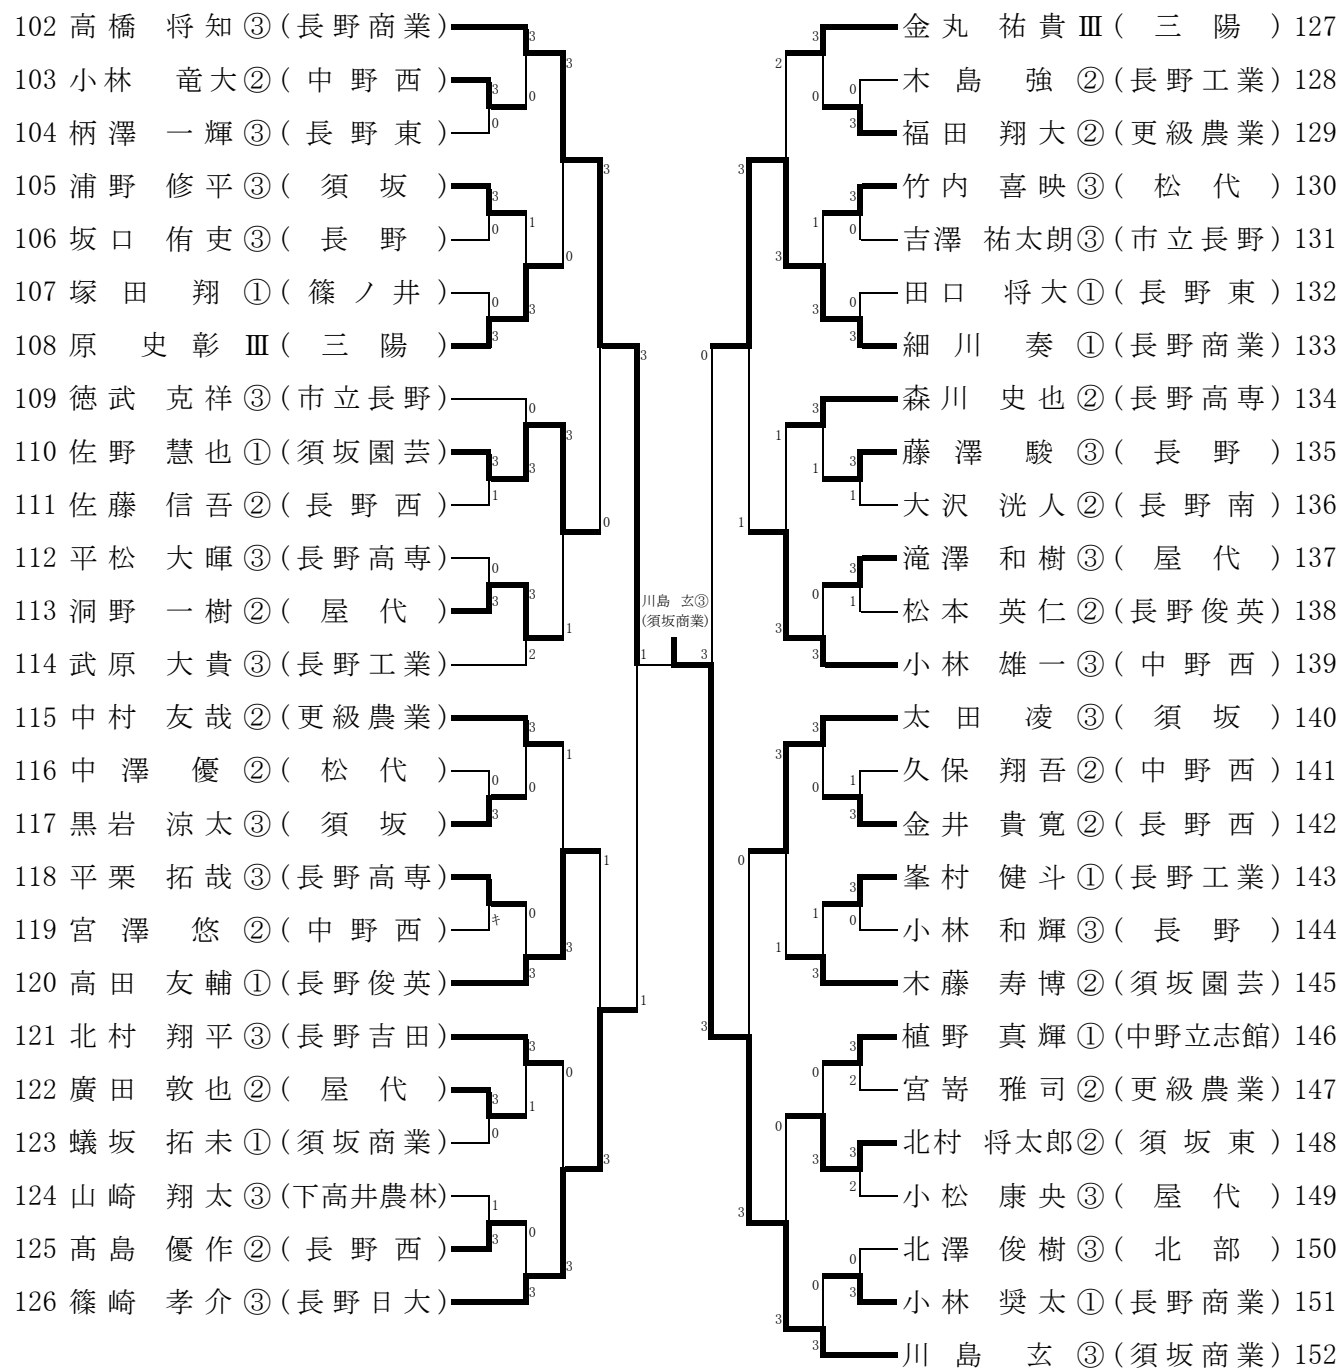 102 高橋 将知③(長野商業)
103 小林 竜大②(中野西)
104 柄澤 一輝③(長野東)
105 浦野 修平③(須坂)
106 坂口 侑吏③(長野)
107 塚田 翔①(篠ノ井)
108 原 史彰Ⅲ(三陽)
109 徳武 克祥③(市立長野)
110 佐野 慧也①(須坂園芸)
111 佐藤 信吾②(長野西)
112 平松 大暉③(長野高専)
113 洞野 一樹②(屋代)
114 武原 大貴③(長野工業)
115 中村 友哉②(更級農業)
116 中澤 優②(松代)
117 黒岩 涼太③(須坂)
118 平栗 拓哉③(長野高専)
119 宮澤 悠②(中野西)
キ
120 高田 友輔①(長野俊英)
121 北村 翔平③(長野吉田)
122 廣田 敦也②(屋代)
123 蟻坂 拓未①(須坂商業)
124 山崎 翔太③(下高井農林)
125 髙島 優作②(長野西)
126 篠崎 孝介③(長野日大)
川島 玄③
(須坂商業)
金丸 祐貴Ⅲ(三陽) 127
木島 強②(長野工業) 128
福田 翔大②(更級農業) 129
竹内 喜映③(松代) 130
吉澤 祐太朗③(市立長野) 131
田口 将大①(長野東) 132
細川 奏①(長野商業) 133
森川 史也②(長野高専) 134
藤澤 駿③(長野) 135
大沢 洸人②(長野南) 136
滝澤 和樹③(屋代) 137
松本 英仁②(長野俊英) 138
小林 雄一③(中野西) 139
太田 凌③(須坂) 140
久保 翔吾②(中野西) 141
金井 貴寛②(長野西) 142
峯村 健斗①(長野工業) 143
小林 和輝③(長野) 144
木藤 寿博②(須坂園芸) 145
植野 真輝①(中野立志館) 146
宮嵜 雅司②(更級農業) 147
北村 将太郎②(須坂東) 148
小松 康央③(屋代) 149
北澤 俊樹③(北部) 150
小林 奨太①(長野商業) 151
川島 玄③(須坂商業) 152